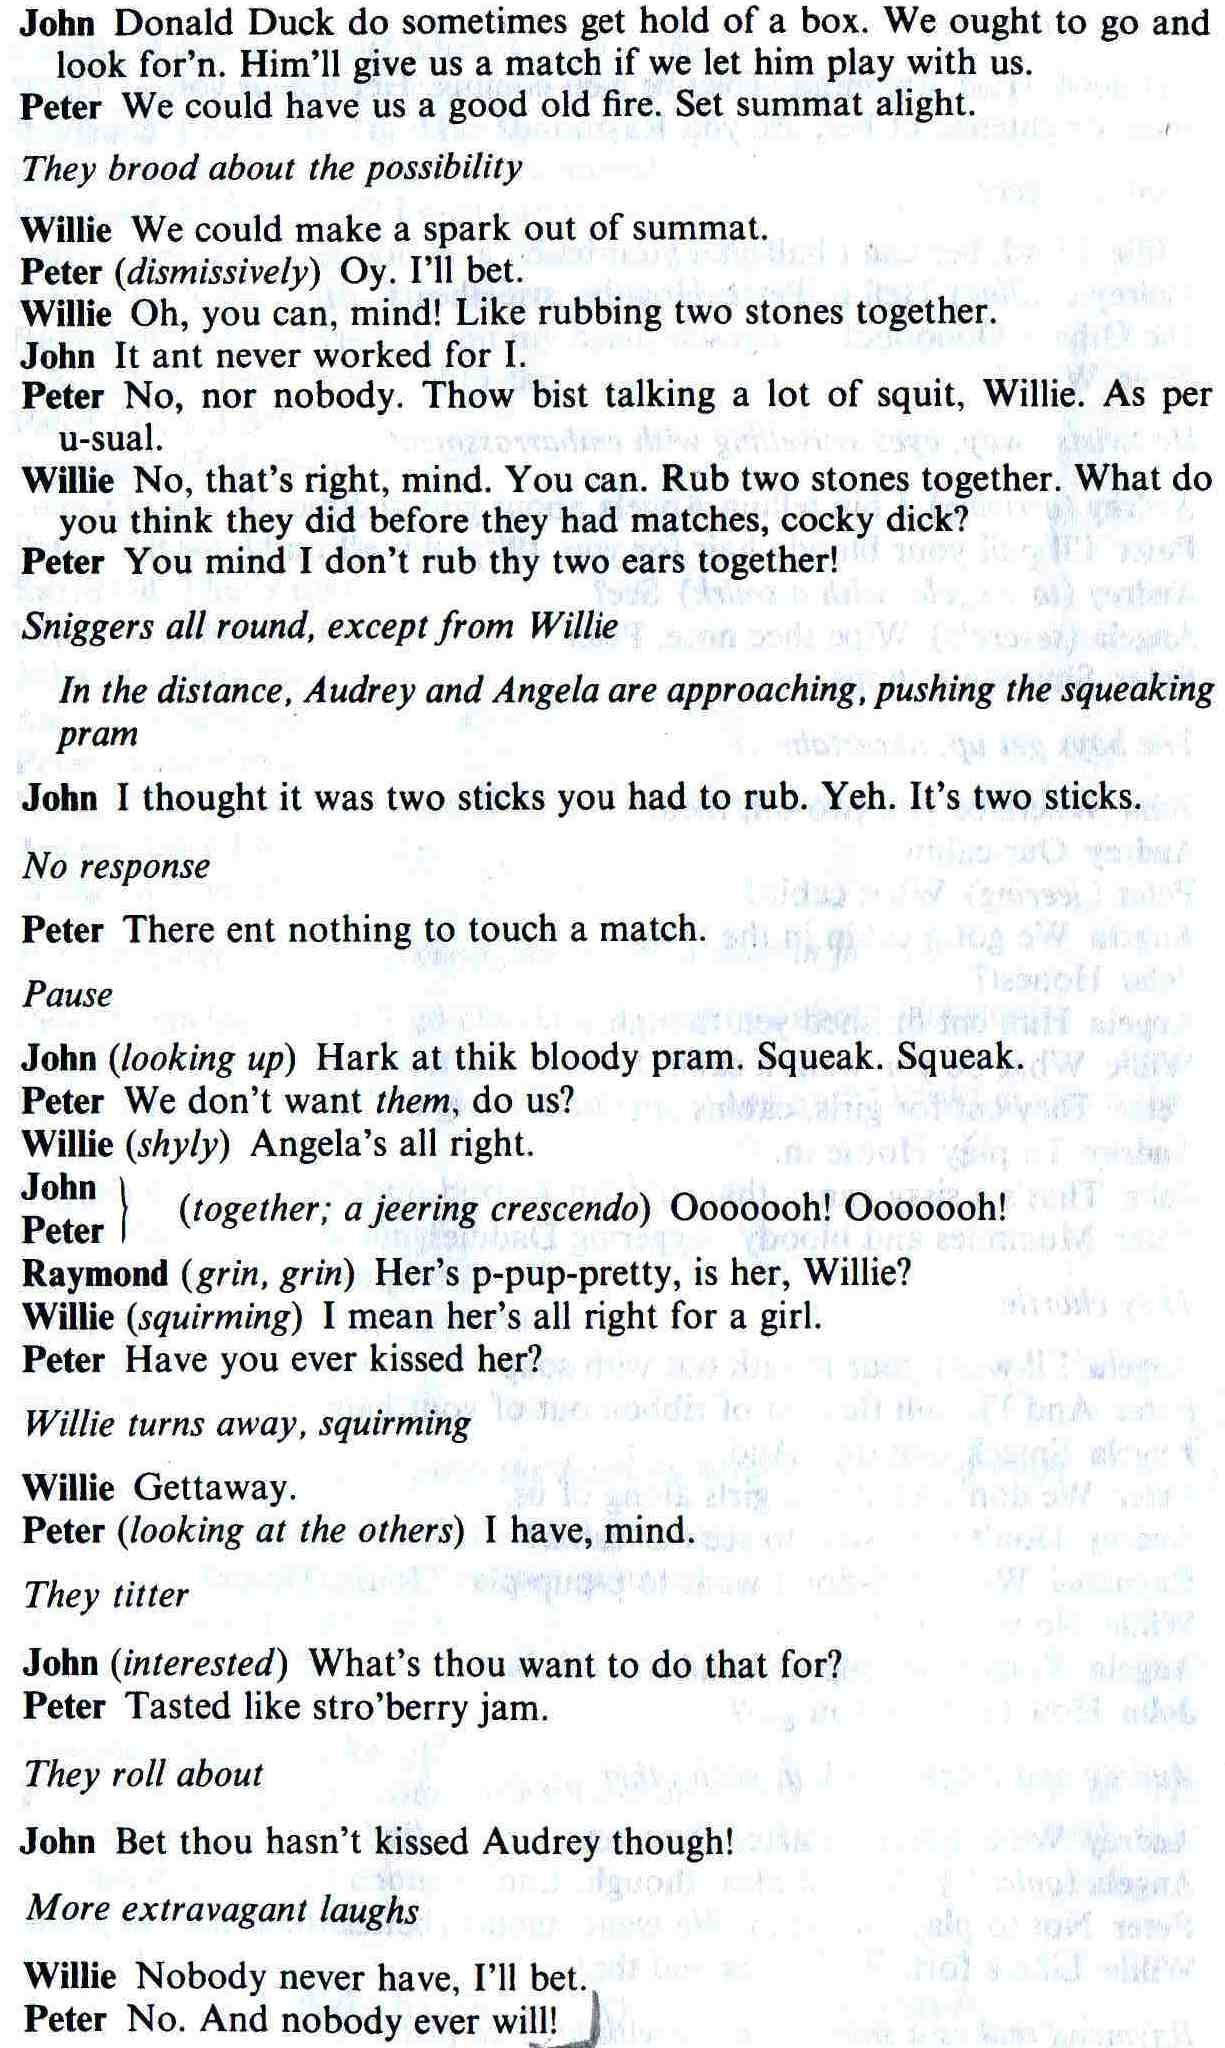 John Donald Duck do sometimes get hold of a box. We ought to go and
look for'n. Him'll give us a match if we let him play with us.
Peter We could have us a good old fire. Set summat alight.
They brood about the possibility
Willie We could make a spark out of summat.
Peter (dismissively) Oy. I'll bet.
Willie Oh, you can, mind! Like rubbing two stones together.
John It ant never worked for I.
Peter No, nor nobody. Thow bist talking a lot of squit, Willie. As per
u-sual.
Willie No, that's right, mind. You can. Rub two stones together. What do
you think they did before they had matches, cocky dick?
Peter You mind I don't rub thy two ears together!
Sniggers all round, except from Willie
In the distance, Audrey and Angela are approaching, pushing the squeaking
pram
John I thought it was two sticks you had to rub. Yeh. It's two sticks.
No response
Peter There ent nothing to touch a match.
Pause
John (looking up) Hark at thik bloody pram. Squeak. Squeak.
Peter We don't want them, do us?
Willie (shyly) Angela's all right.
John
Peter } (together; a jeering crescendo) Ooooooh! Ooooooh!
Raymond (grin, grin) Her's p-pup-pretty, is her, Willie?
Willie (squirming) I mean her's all right for a girl.
Peter Have you ever kissed her?
Willie turns away, squirming
Willie Gettaway.
Peter (looking at the others) I have, mind.
They titter
John (interested) What's thou want to do that for?
Peter Tasted like stro'berry jam.
They roll about
John Bet thou hasn't kissed Audrey though!
More extravagant laughs
Willie Nobody never have, I'll bet.
Peter No. And nobody ever will!